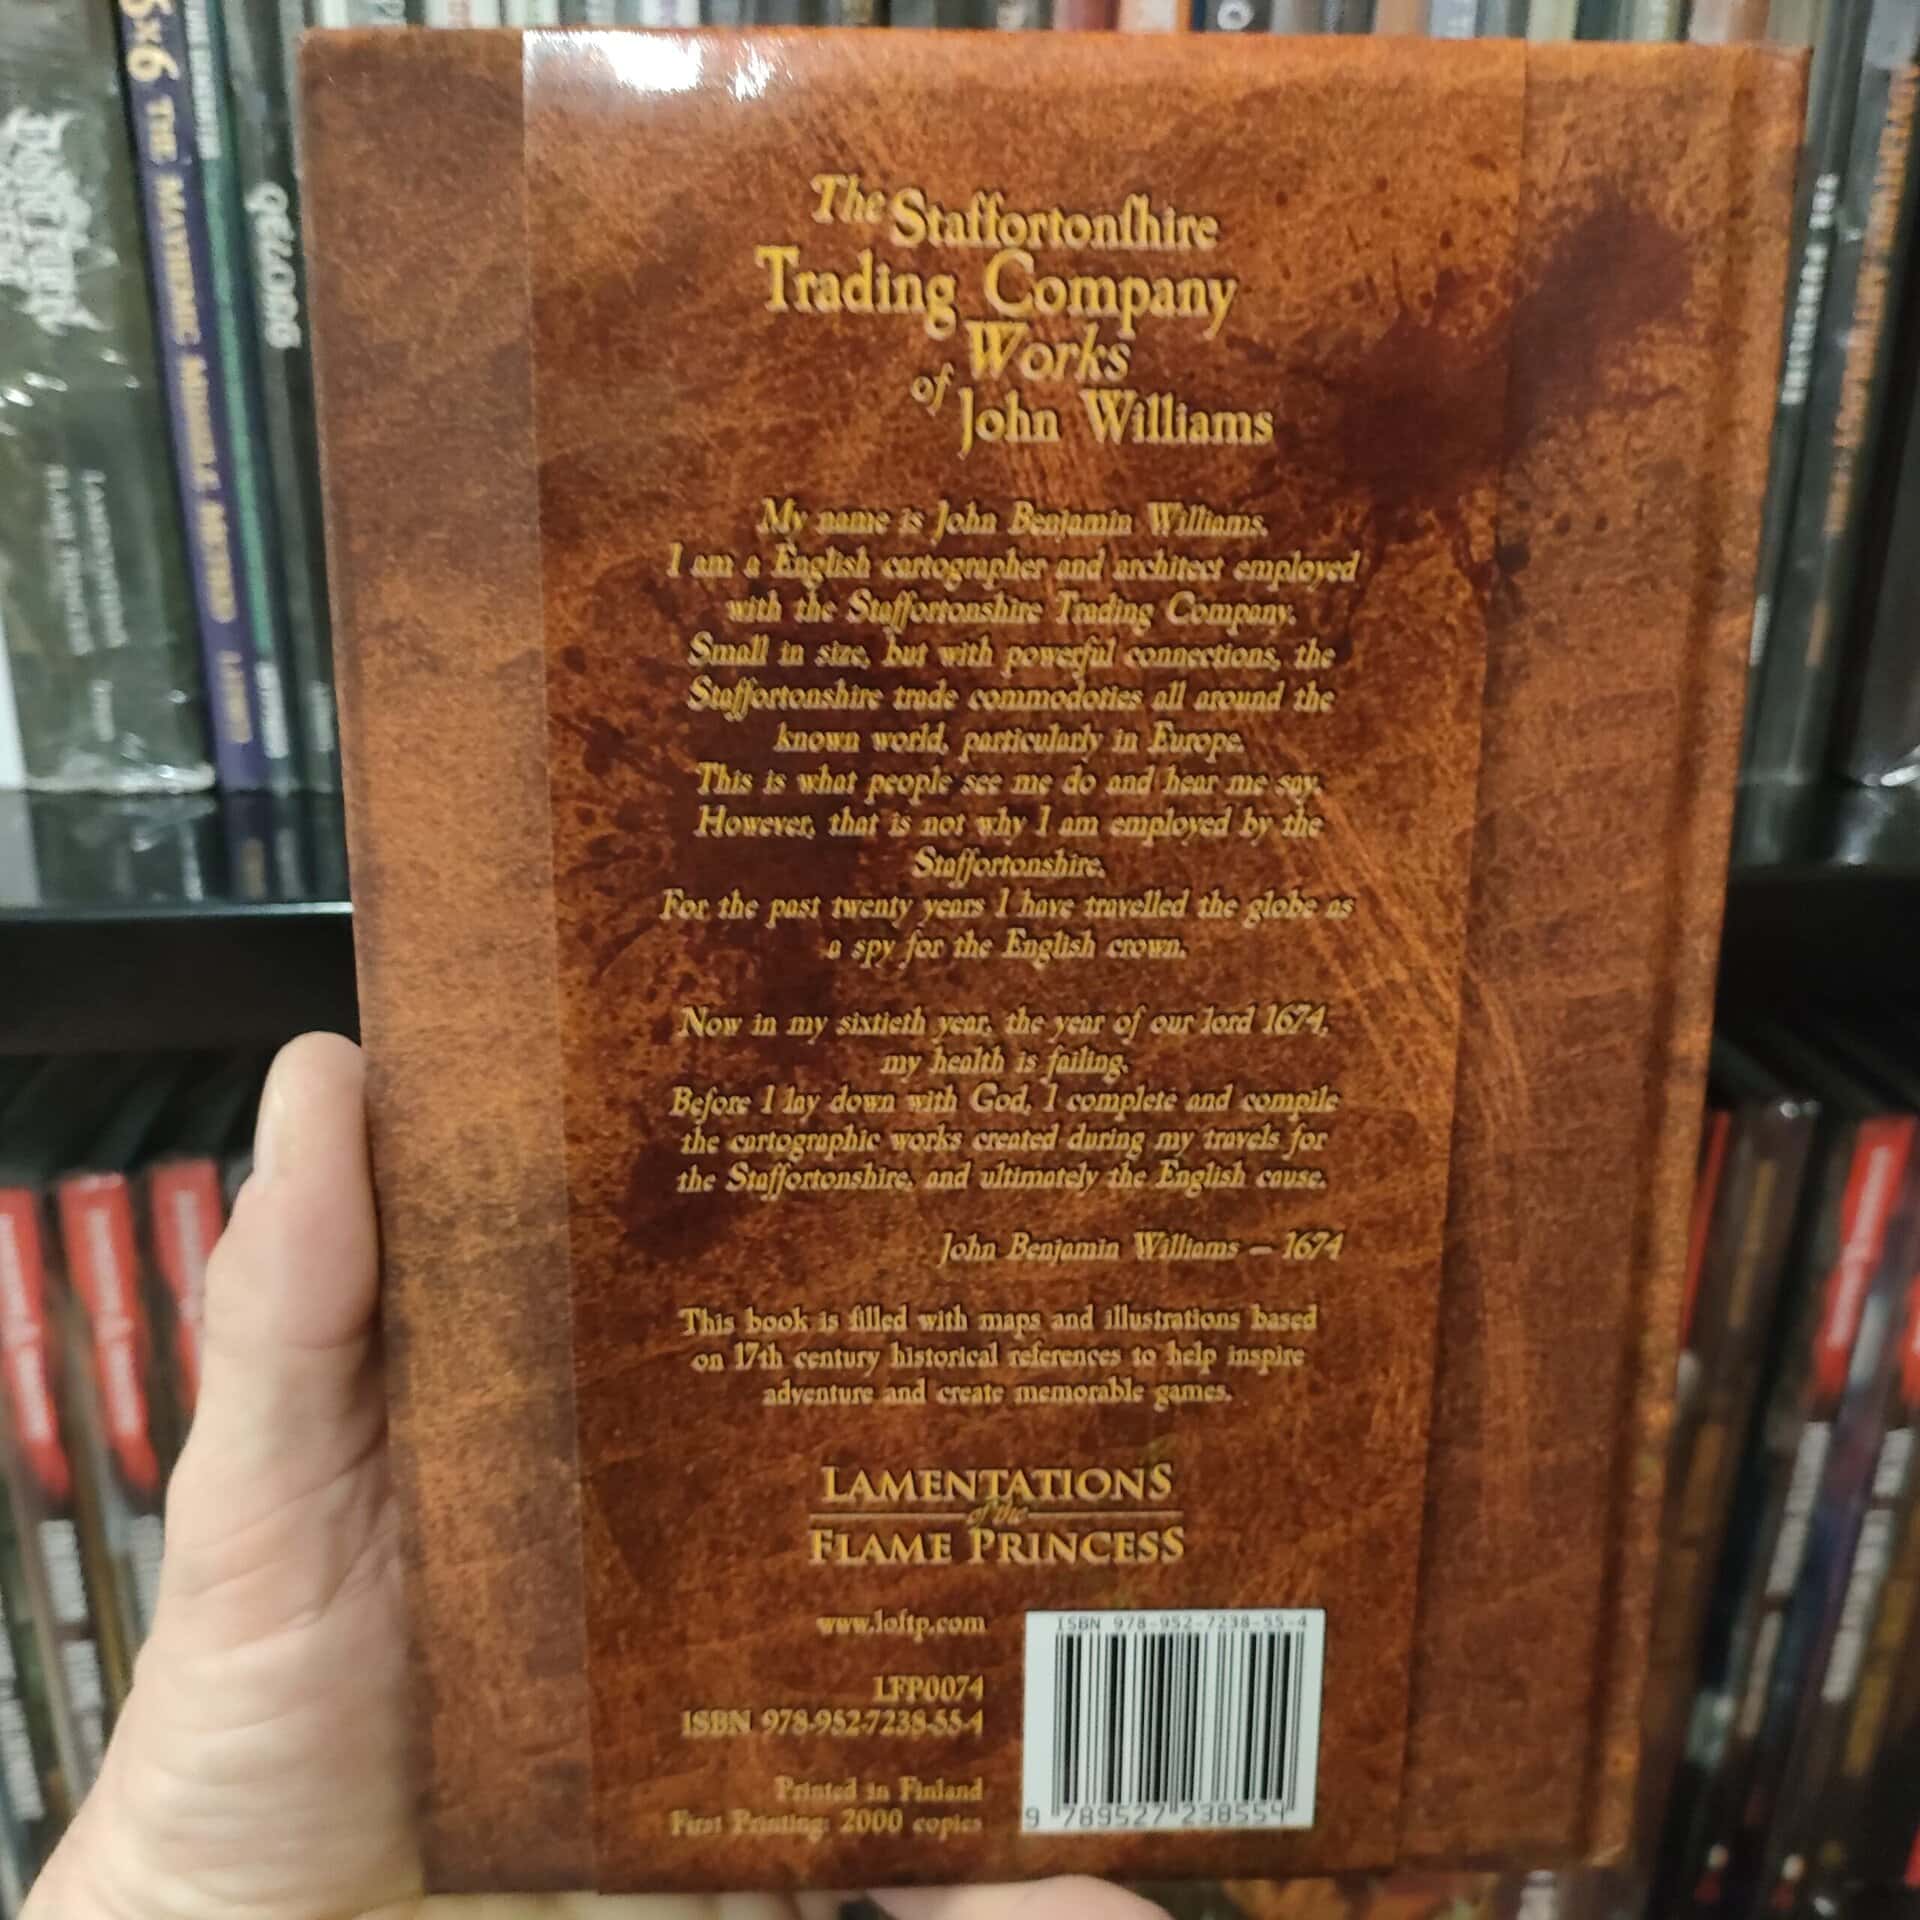 The Staffortonshire
Trading Company
Works
of John Williams
My name is John Benjamin Williams.
I am a English cartographer and architect employed
with the Staffortonshire Trading Company.
Small in size, but with powerful connections, the
Staffortonshire trade commodoties all around the
known world, particularly in Europe.
This is what people see me do and hear me say.
However, that is not why I am employed by the
Staffortonshire.
For the past twenty years I have travelled the globe as
a spy for the English crown.
Now in my sixtieth year, the year of our lord 1674,
my health is failing.
Before I lay down with God, I complete and compile
the cartographic works created during my travels for
the Staffortonshire, and ultimately the English cause.
John Benjamin Williams – 1674
This book is filled with maps and illustrations based
on 17th century historical references to help inspire
adventure and create memorable games.
LAMENTATIONS
of the
FLAME PRINCESS
www.lotfp.com
LFP0074
ISBN 978-952-7238-55-4
Printed in Finland
First Printing: 2000 copies
ISBN 978-952-7238-55-4
9 789527 238554